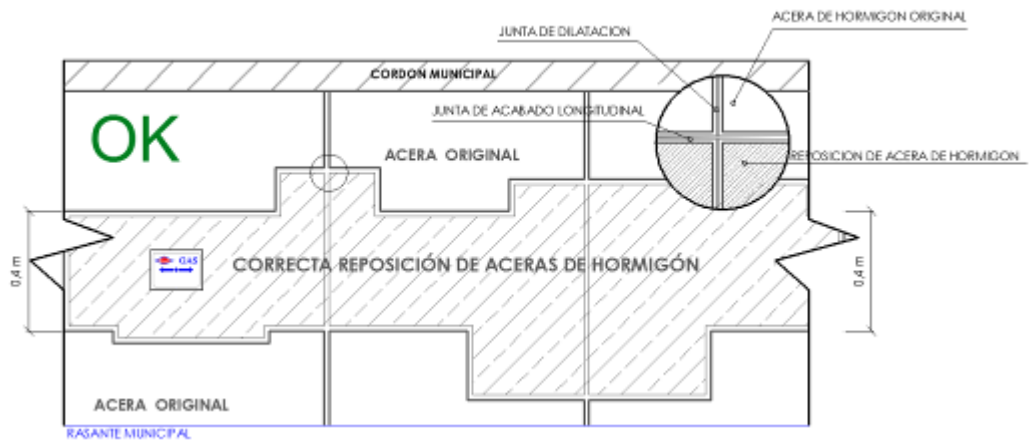 ACERA DE HORMIGON ORIGINAL
JUNTA DE DILATACION
CORDON MUNICIPAL
JUNTA DE ACABADO LONGITUDINAL
OK
ACERA ORIGINAL
REPOSICION DE ACERA DE HORMIGON
0,4 m
GAS
CORRECTA REPOSICIÓN DE ACERAS DE HORMIGÓN
0,4 m
ACERA ORIGINAL
RASANTE MUNICIPAL